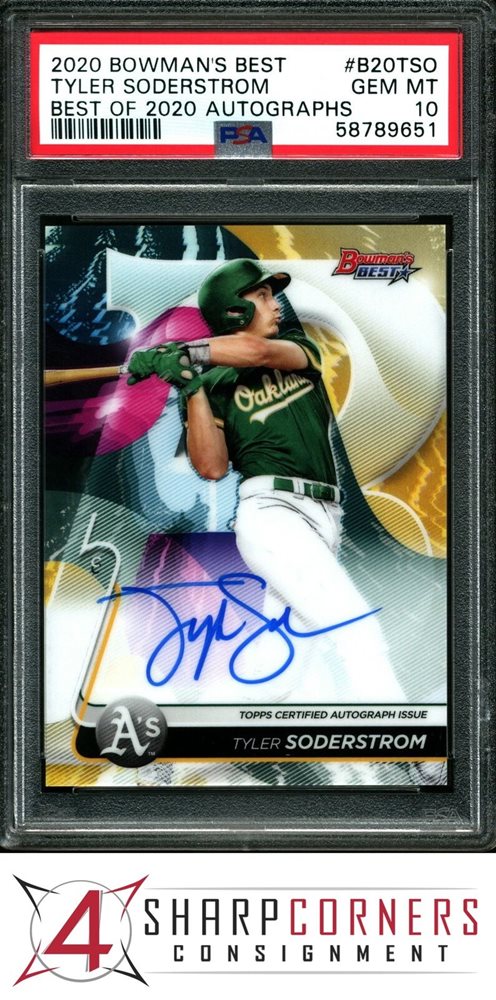 2020 BOWMAN'S BEST #B20TSO
TYLER SODERSTROM GEM MT
BEST OF 2020 AUTOGRAPHS 10
58789651
PSA
Bowman's
BEST
Oakland
TOPPS CERTIFIED AUTOGRAPH ISSUE
A's
TYLER SODERSTROM
PSA
4 SHARPCORNERS
CONSIGNMENT